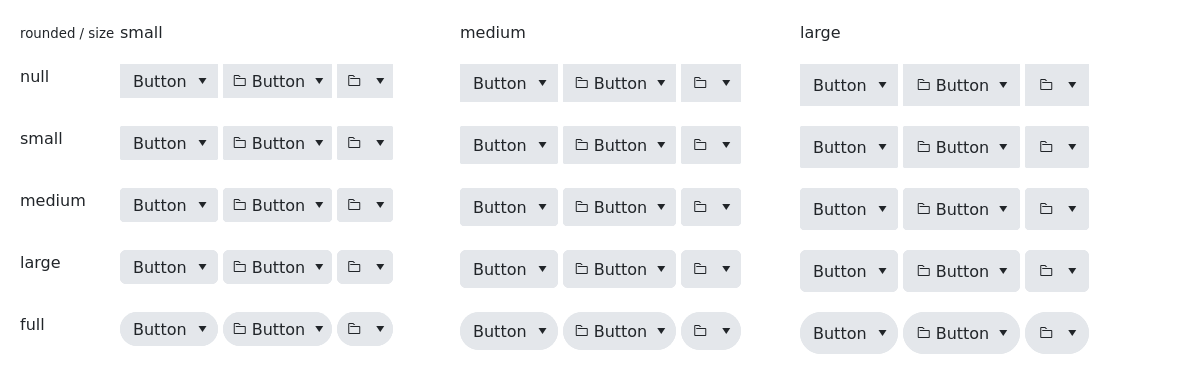 rounded / size small medium large
null Button Button Button Button Button Button
small Button Button Button Button Button Button
medium Button Button Button Button Button Button
large Button Button Button Button Button Button
full Button Button Button Button Button Button